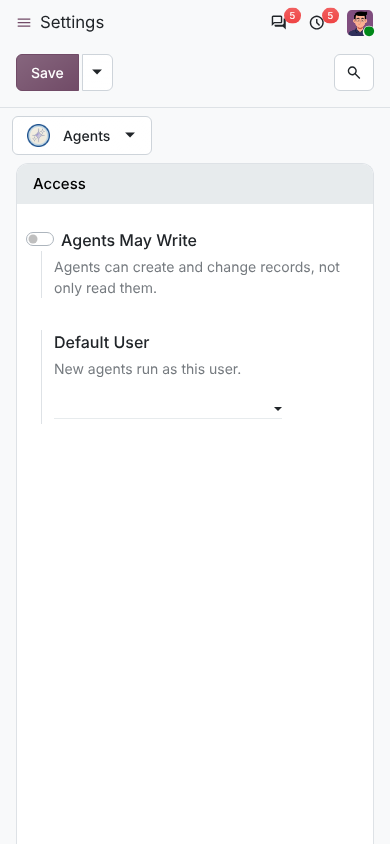 Settings
5
5
Save
Agents
Access
Agents May Write
Agents can create and change records, not
only read them.
Default User
New agents run as this user.